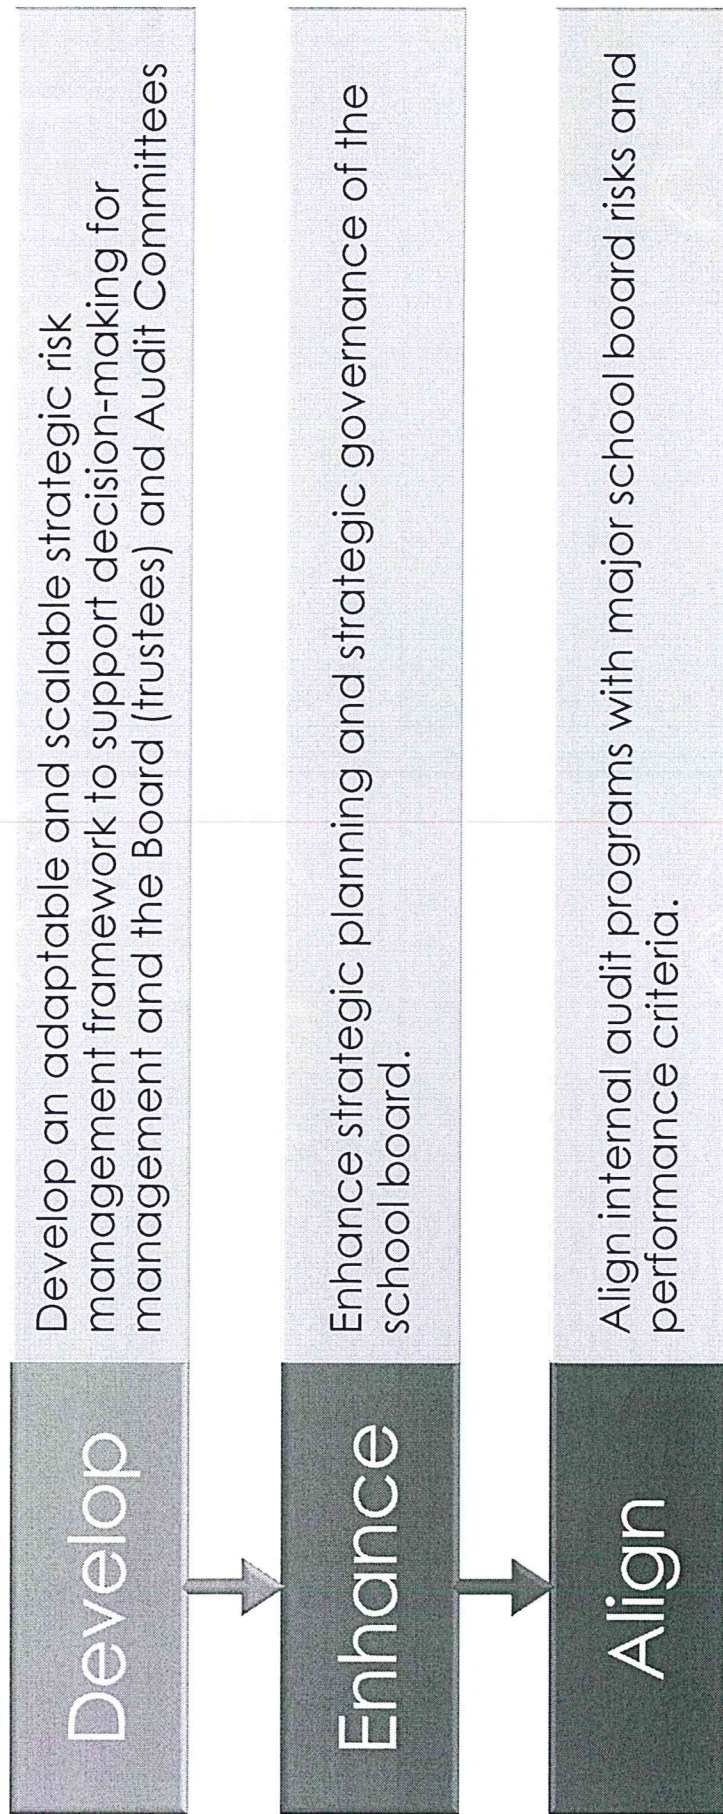 Develop
Develop an adaptable and scalable strategic risk
management framework to support decision-making for
management and the Board (trustees) and Audit Committees
Enhance
Enhance strategic planning and strategic governance of the
school board.
Align
Align internal audit programs with major school board risks and
performance criteria.